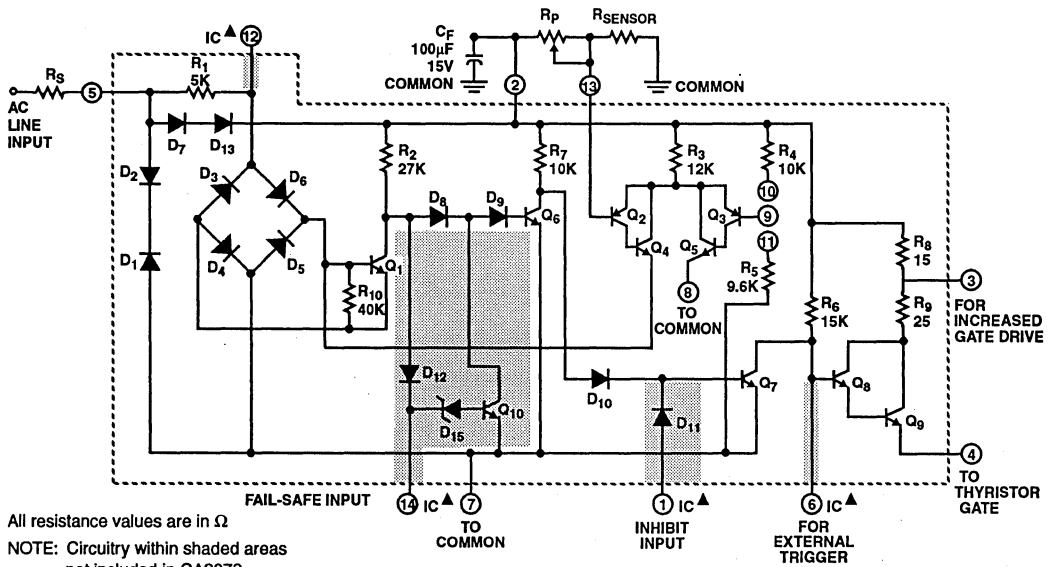 IC ▲ 12
AC LINE INPUT
RS
5
R1 5K
CF 100µF 15V
COMMON
RP
RSENSOR
COMMON
2
13
D7
D13
D2
D1
D3
D6
D4
D5
R2 27K
D8
D9
Q1
R10 40K
R7 10K
Q6
R3 12K
Q2
Q3
Q4
Q5
R4 10K
10
9
11
R5 9.6K
8
TO COMMON
R8 15
3
FOR INCREASED GATE DRIVE
R9 25
R6 15K
D12
D15
Q10
D10
D11
Q7
Q8
Q9
4
TO THYRISTOR GATE
FAIL-SAFE INPUT
14 IC ▲
7
TO COMMON
1 IC ▲
INHIBIT INPUT
6 IC ▲
FOR EXTERNAL TRIGGER
All resistance values are in Ω
NOTE: Circuitry within shaded areas